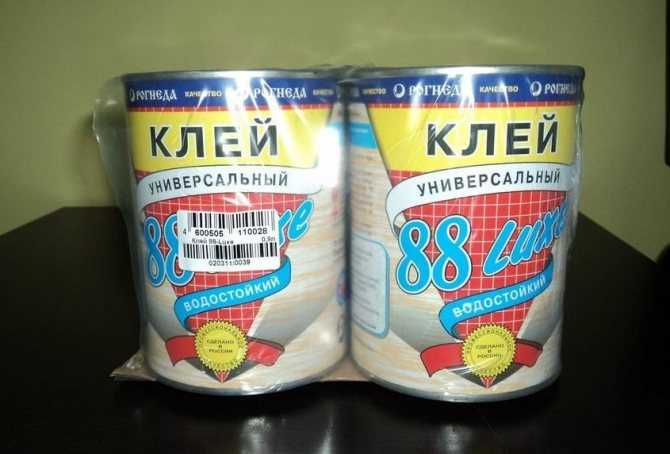 РОГНЕДА КАЧЕСТВО РОГНЕДА КАЧЕСТВО
КЛЕЙ
УНИВЕРСАЛЬНЫЙ
4 600505 110028
Клей 88-Luxe 0,9л
020311/0039
88 Luxe
ВОДОСТОЙКИЙ
СДЕЛАНО
В
РОССИИ
РОГНЕДА КАЧЕСТВО РОГНЕДА
КЛЕЙ
УНИВЕРСАЛЬНЫЙ
88 Luxe
ВОДОСТОЙКИЙ
СДЕЛАНО
В
РОССИИ